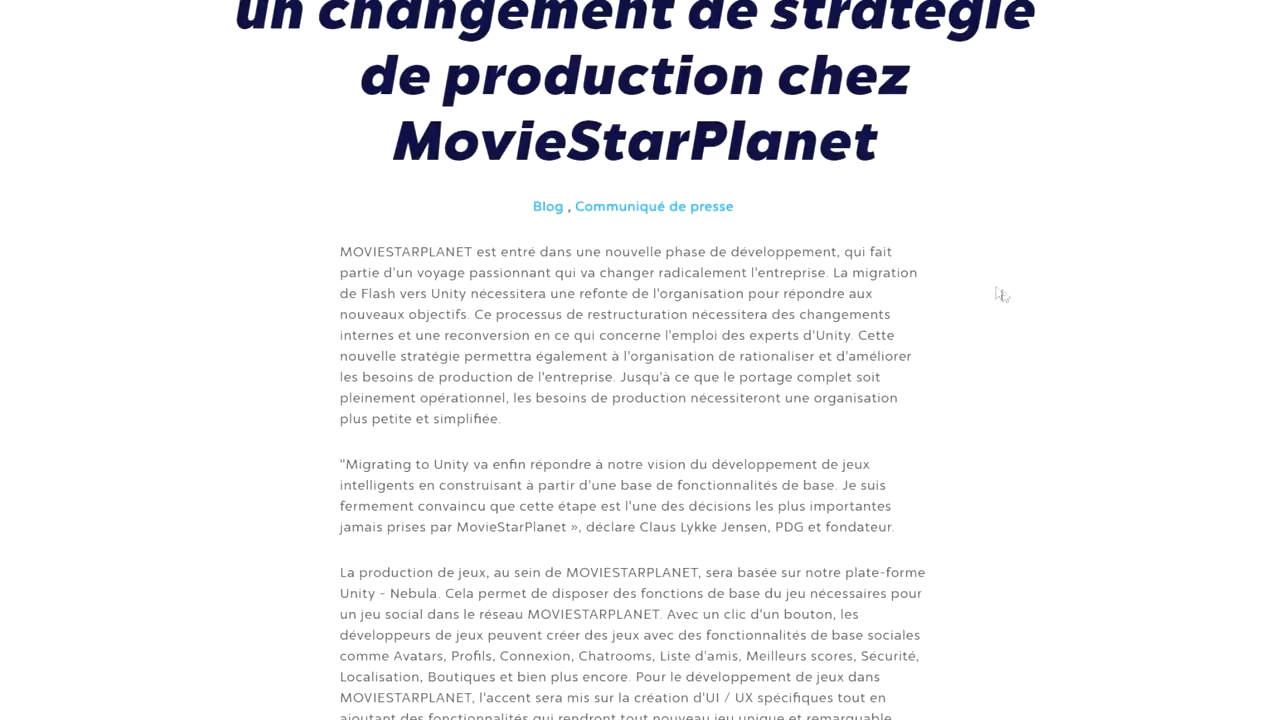 un changement de stratégie
de production chez
MovieStarPlanet
Blog , Communiqué de presse
MOVIESTARPLANET est entré dans une nouvelle phase de développement, qui fait
partie d'un voyage passionnant qui va changer radicalement l'entreprise. La migration
de Flash vers Unity nécessitera une refonte de l'organisation pour répondre aux
nouveaux objectifs. Ce processus de restructuration nécessitera des changements
internes et une reconversion en ce qui concerne l'emploi des experts d'Unity. Cette
nouvelle stratégie permettra également à l'organisation de rationaliser et d'améliorer
les besoins de production de l'entreprise. Jusqu'à ce que le portage complet soit
pleinement opérationnel, les besoins de production nécessiteront une organisation
plus petite et simplifiée.
"Migrating to Unity va enfin répondre à notre vision du développement de jeux
intelligents en construisant à partir d'une base de fonctionnalités de base. Je suis
fermement convaincu que cette étape est l'une des décisions les plus importantes
jamais prises par MovieStarPlanet », déclare Claus Lykke Jensen, PDG et fondateur.
La production de jeux, au sein de MOVIESTARPLANET, sera basée sur notre plate-forme
Unity - Nebula. Cela permet de disposer des fonctions de base du jeu nécessaires pour
un jeu social dans le réseau MOVIESTARPLANET. Avec un clic d'un bouton, les
développeurs de jeux peuvent créer des jeux avec des fonctionnalités de base sociales
comme Avatars, Profils, Connexion, Chatrooms, Liste d'amis, Meilleurs scores, Sécurité,
Localisation, Boutiques et bien plus encore. Pour le développement de jeux dans
MOVIESTARPLANET, l'accent sera mis sur la création d'UI / UX spécifiques tout en
ajoutant des fonctionnalités qui rendront tout nouveau jeu unique et remarquable